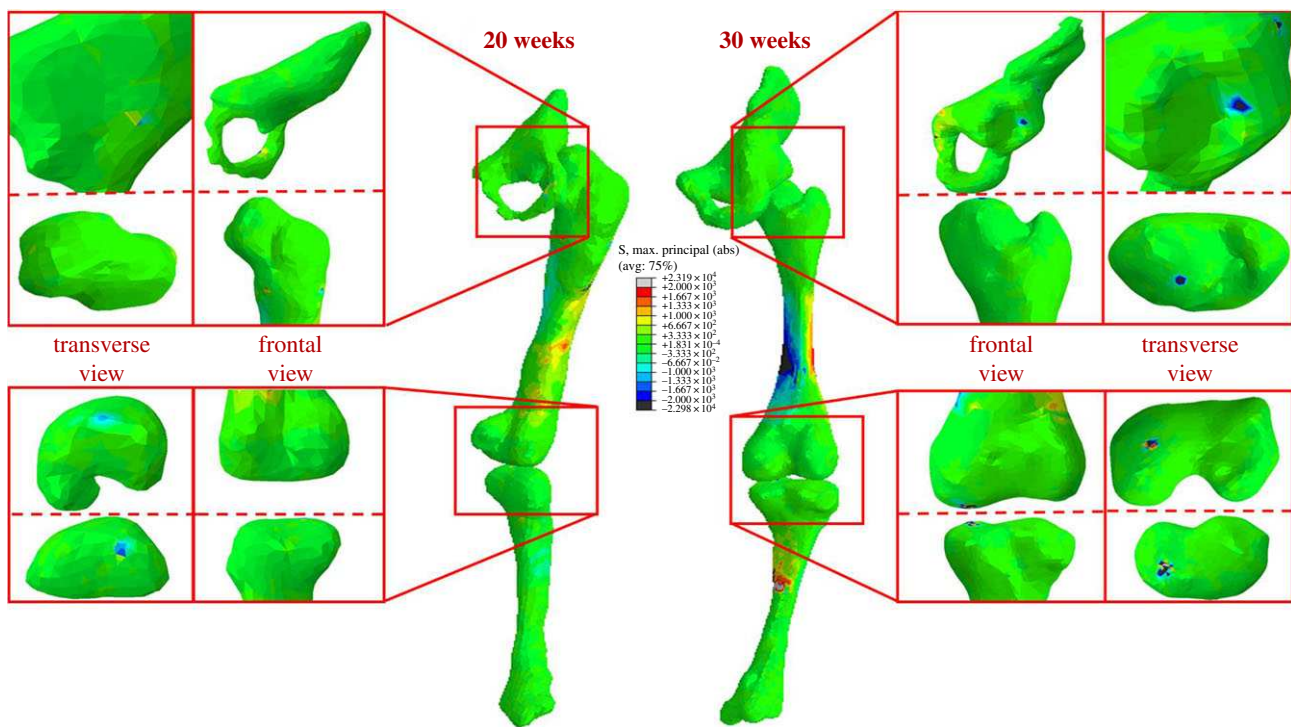 20 weeks
30 weeks
S, max. principal (abs)
(avg: 75%)
+2.319 × 10⁴
+2.000 × 10³
+1.667 × 10³
+1.333 × 10³
+1.000 × 10³
+6.667 × 10²
+3.333 × 10²
+1.831 × 10⁻⁴
−3.333 × 10²
−6.667 × 10⁻²
−1.000 × 10³
−1.333 × 10³
−1.667 × 10³
−2.000 × 10³
−2.298 × 10⁴
transverse
view
frontal
view
frontal
view
transverse
view